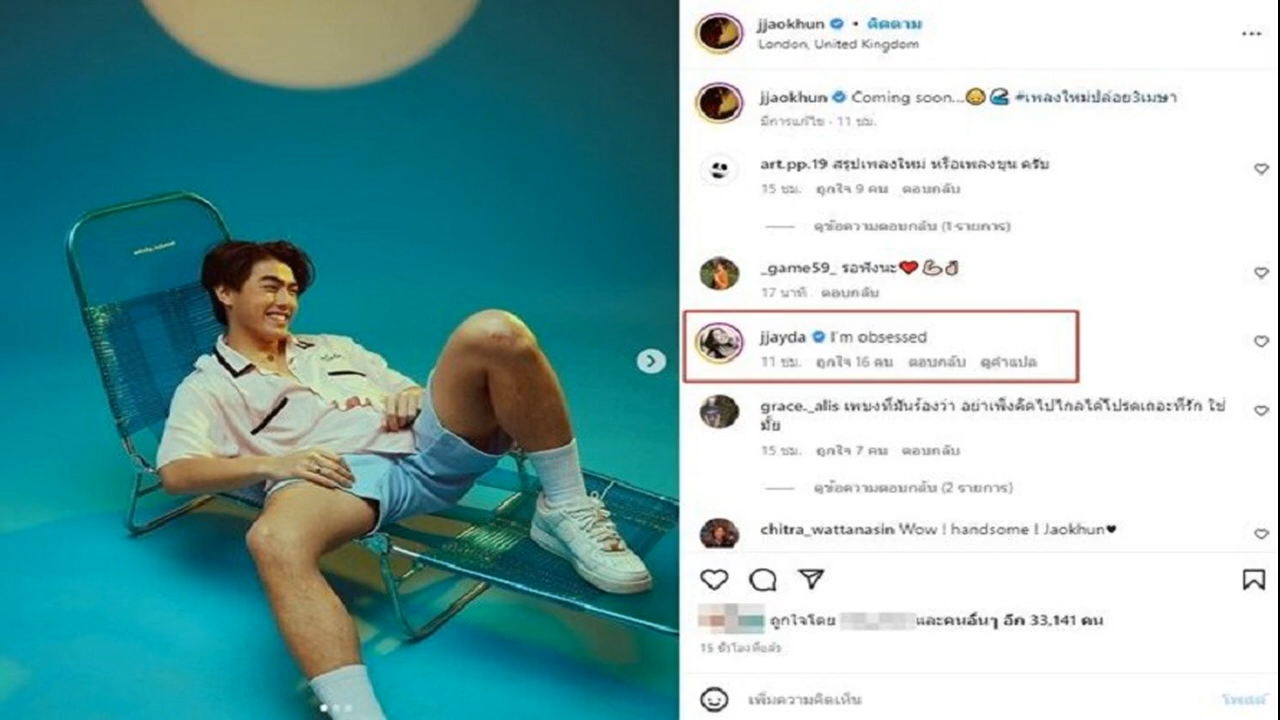 jjaokhun • ติดตาม
London, United Kingdom
jjaokhun Coming soon... #เพลงใหม่ปล่อย3เมษา
มีการแก้ไข · 11 ชม.
art.pp.19 สรุปเพลงใหม่ หรือเพลงขุน ครับ
15 ชม. ถูกใจ 9 คน ตอบกลับ
ดูข้อความตอบกลับ (1 รายการ)
_game59_ รอฟังนะ
17 นาที ตอบกลับ
jjayda I'm obsessed
11 ชม. ถูกใจ 16 คน ตอบกลับ ดูคำแปล
grace._alis เพบงที่มันร้องว่า อย่าเพิ่งคิดไปไกลได้โปรดเถอะที่รัก ใช่
มั้ย
15 ชม. ถูกใจ 7 คน ตอบกลับ
ดูข้อความตอบกลับ (2 รายการ)
chitra_wattanasin Wow ! handsome ! Jaokhun♥
ถูกใจโดย และคนอื่นๆ อีก 33,141 คน
15 ชั่วโมงที่แล้ว
เพิ่มความคิดเห็น
โพสต์